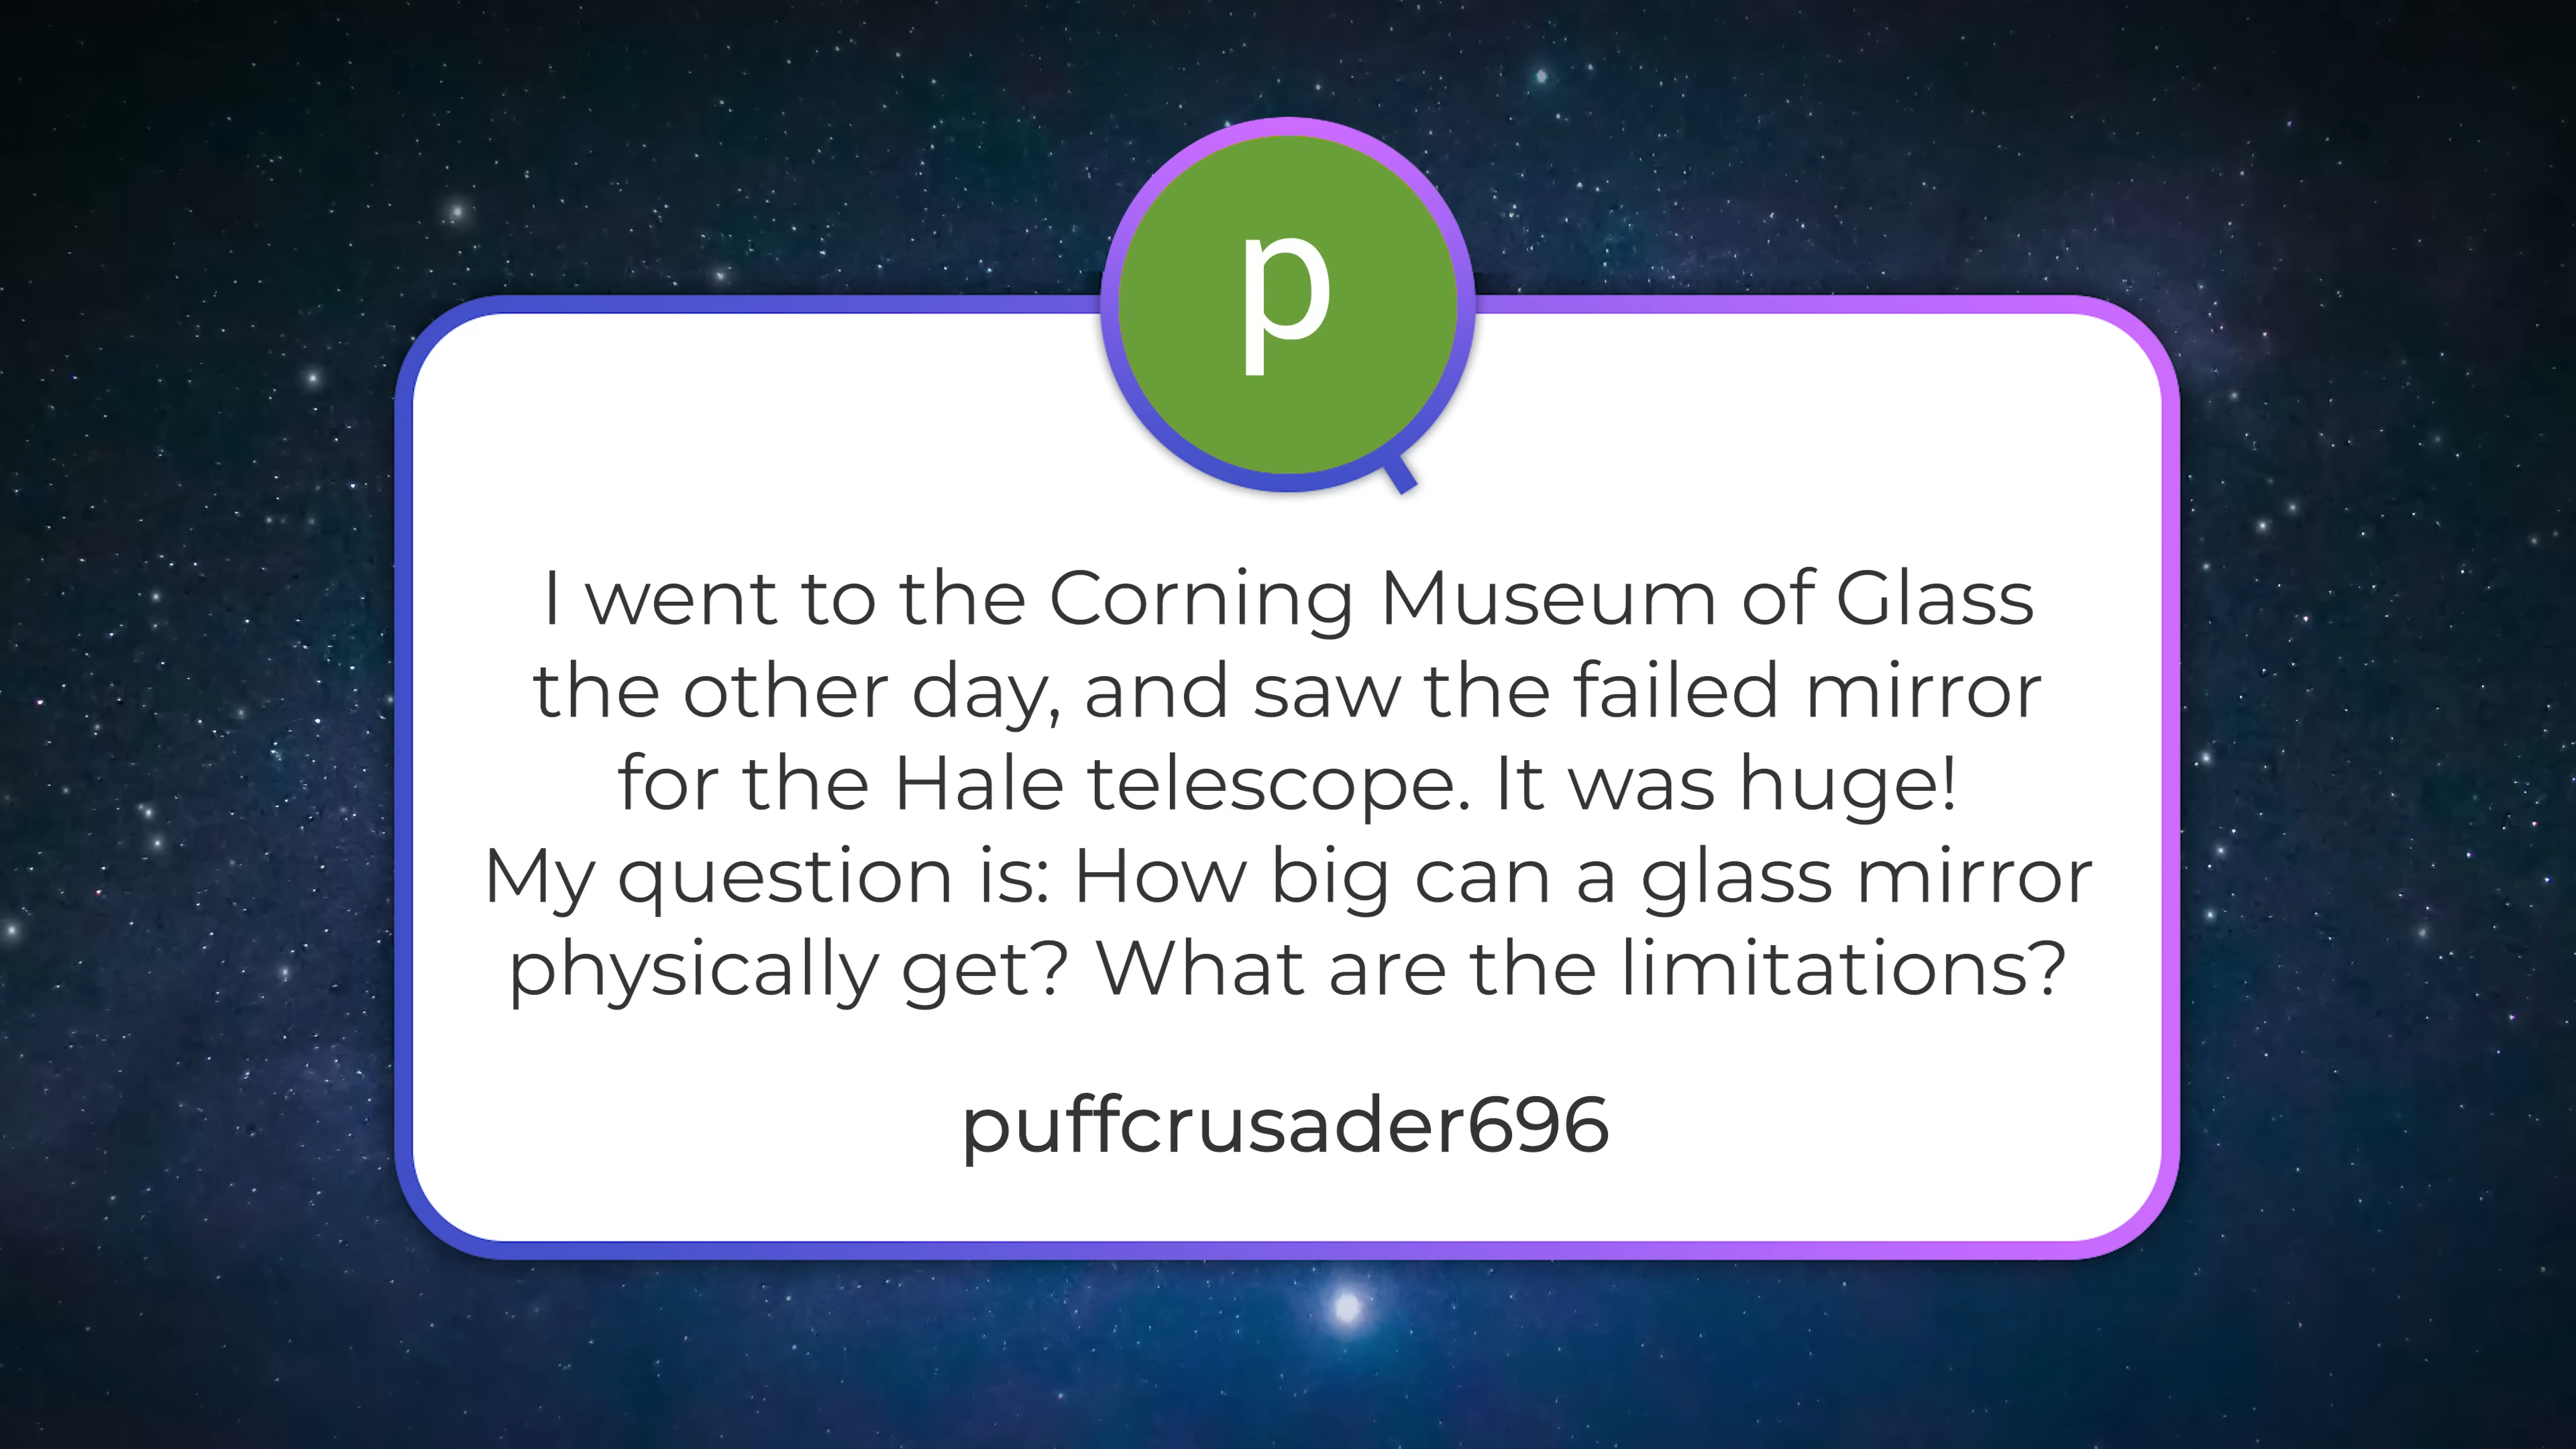 p
I went to the Corning Museum of Glass
the other day, and saw the failed mirror
for the Hale telescope. It was huge!
My question is: How big can a glass mirror
physically get? What are the limitations?
puffcrusader696